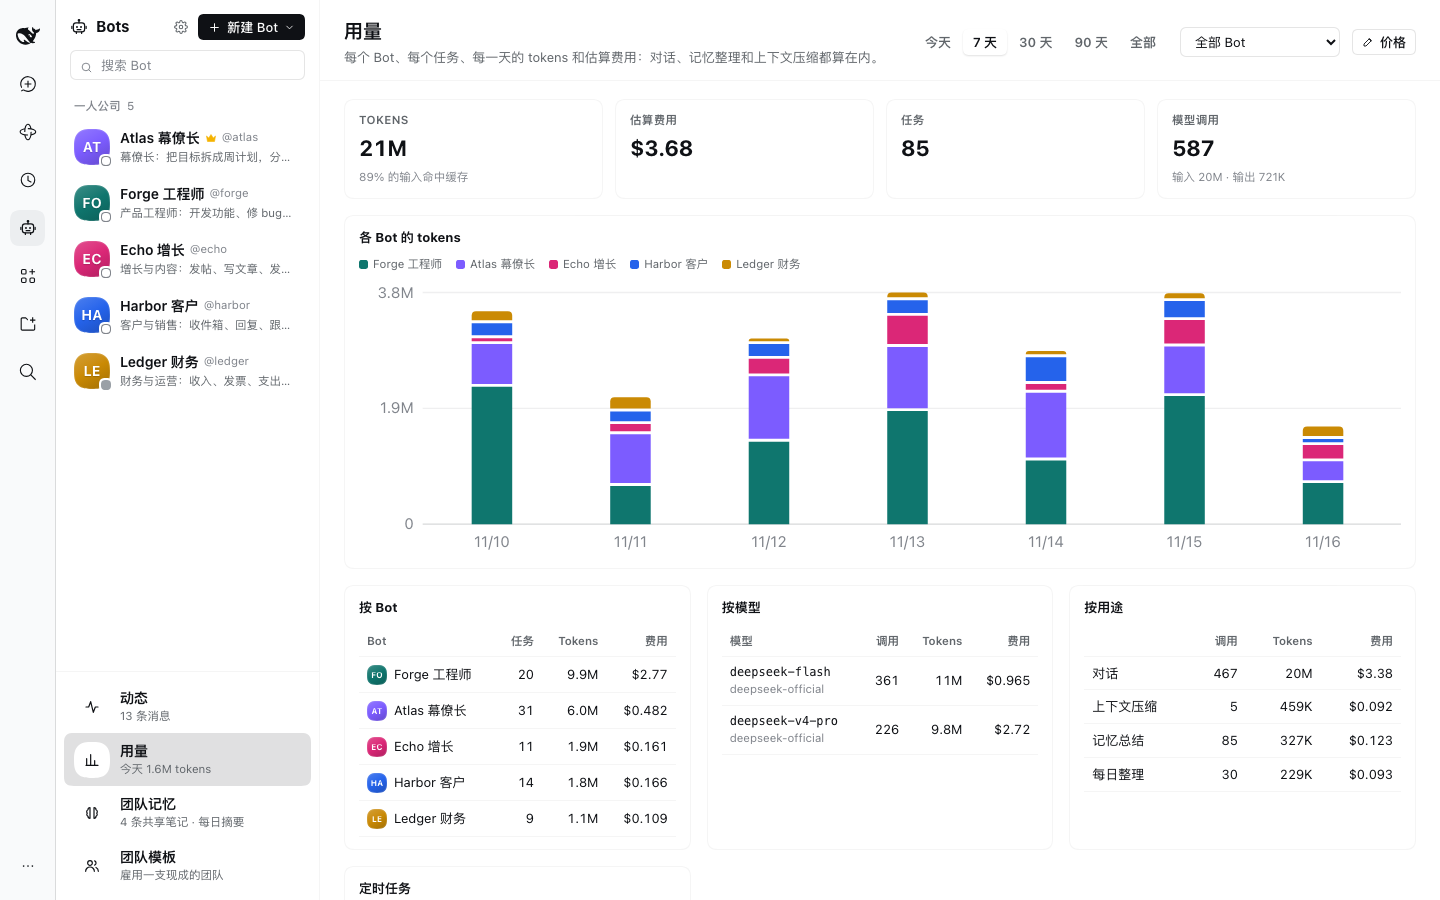 Bots
新建 Bot
搜索 Bot
一人公司 5
AT
Atlas 幕僚长 @atlas
幕僚长：把目标拆成周计划，分...
FO
Forge 工程师 @forge
产品工程师：开发功能、修 bug...
EC
Echo 增长 @echo
增长与内容：发帖、写文章、发...
HA
Harbor 客户 @harbor
客户与销售：收件箱、回复、跟...
LE
Ledger 财务 @ledger
财务与运营：收入、发票、支出...
动态
13 条消息
用量
今天 1.6M tokens
团队记忆
4 条共享笔记 · 每日摘要
团队模板
雇用一支现成的团队
用量
每个 Bot、每个任务、每一天的 tokens 和估算费用：对话、记忆整理和上下文压缩都算在内。
今天 7 天 30 天 90 天 全部
全部 Bot
价格
TOKENS
21M
89% 的输入命中缓存
估算费用
$3.68
任务
85
模型调用
587
输入 20M · 输出 721K
各 Bot 的 tokens
Forge 工程师 Atlas 幕僚长 Echo 增长 Harbor 客户 Ledger 财务
3.8M
1.9M
0
11/10 11/11 11/12 11/13 11/14 11/15 11/16
按 Bot
Bot 任务 Tokens 费用
FO Forge 工程师 20 9.9M $2.77
AT Atlas 幕僚长 31 6.0M $0.482
EC Echo 增长 11 1.9M $0.161
HA Harbor 客户 14 1.8M $0.166
LE Ledger 财务 9 1.1M $0.109
按模型
模型 调用 Tokens 费用
deepseek-flash 361 11M $0.965
deepseek-official
deepseek-v4-pro 226 9.8M $2.72
deepseek-official
按用途
调用 Tokens 费用
对话 467 20M $3.38
上下文压缩 5 459K $0.092
记忆总结 85 327K $0.123
每日整理 30 229K $0.093
定时任务